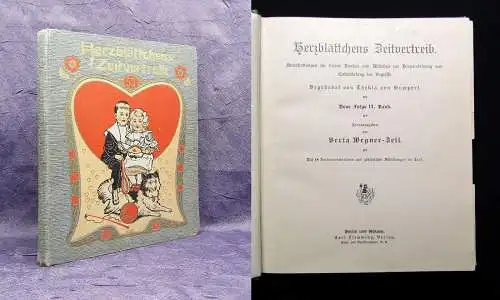 Herzblättchens
Zeitvertreib
Herzblättchens Zeitvertreib.
Unterhaltungen für kleine Knaben und Mädchen zur Herzensbildung und
Entwickelung der Begriffe.
Begründet von Thekla von Gumpert.
Neue Folge 11. Band.
Herausgegeben
von
Berta Wegner-Zell.
Berlin und Glogau.
Carl Flemming, Verlag,